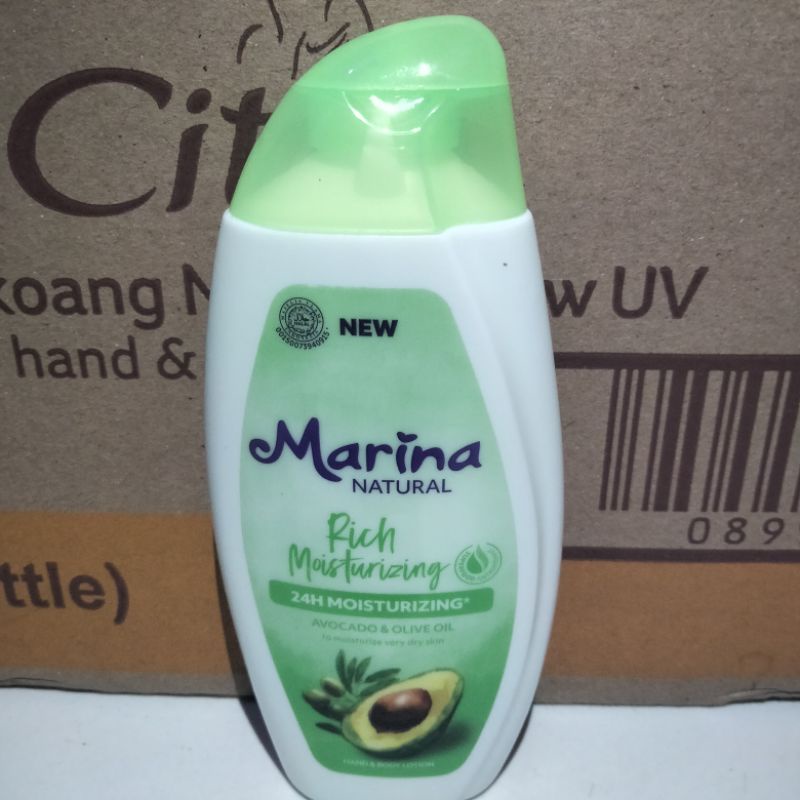 Cit
koang N
w UV
hand &
089
ttle)
NEW
00150073940915
Marina
NATURAL
Rich
Moisturizing
24H MOISTURIZING*
AVOCADO & OLIVE OIL
to moisturize very dry skin
HAND & BODY LOTION